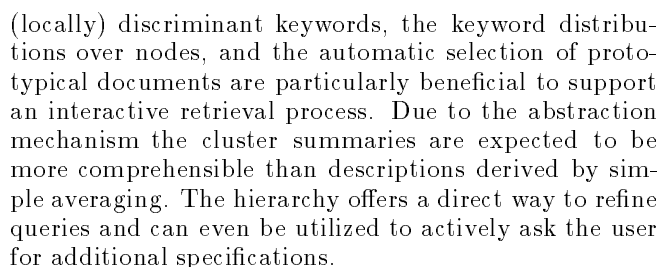 (locally) discriminant keywords, the keyword distribu-
tions over nodes, and the automatic selection of proto-
typical documents are particularly beneficial to support
an interactive retrieval process. Due to the abstraction
mechanism the cluster summaries are expected to be
more comprehensible than descriptions derived by sim-
ple averaging. The hierarchy offers a direct way to refine
queries and can even be utilized to actively ask the user
for additional specifications.